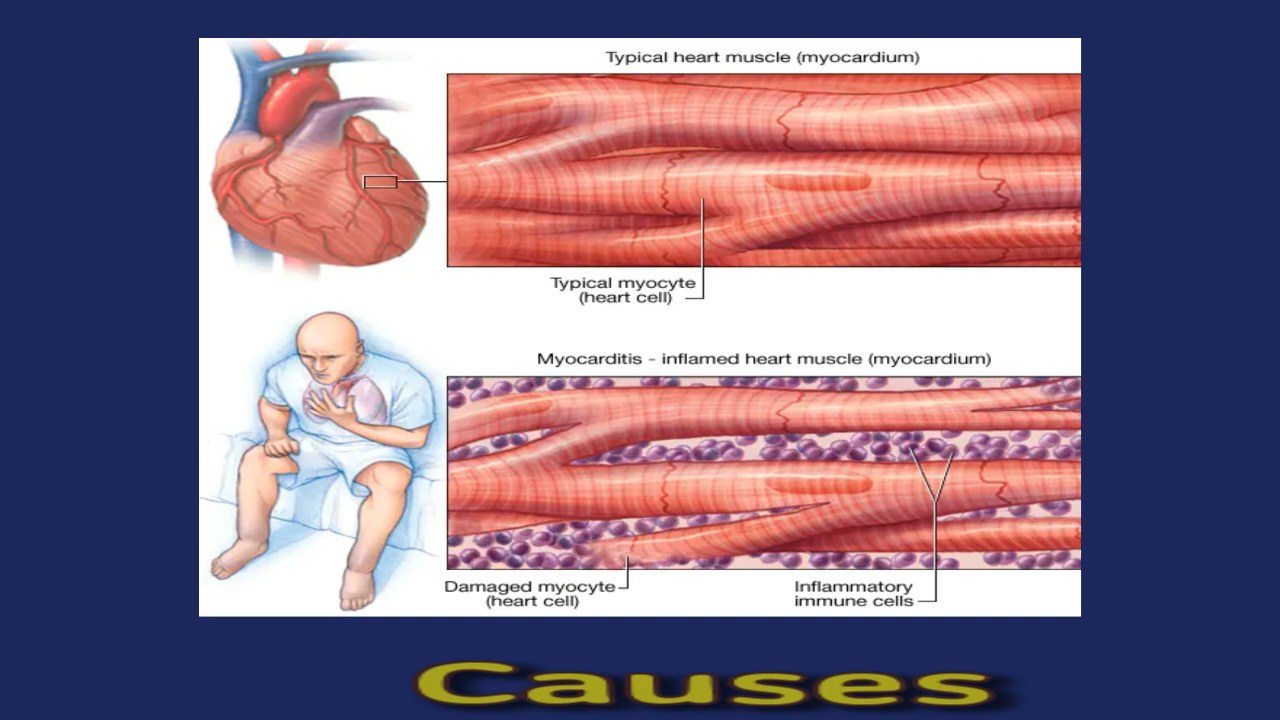 Typical heart muscle (myocardium)
Typical myocyte
(heart cell)
Myocarditis - inflamed heart muscle (myocardium)
Damaged myocyte
(heart cell)
Inflammatory
immune cells
Causes